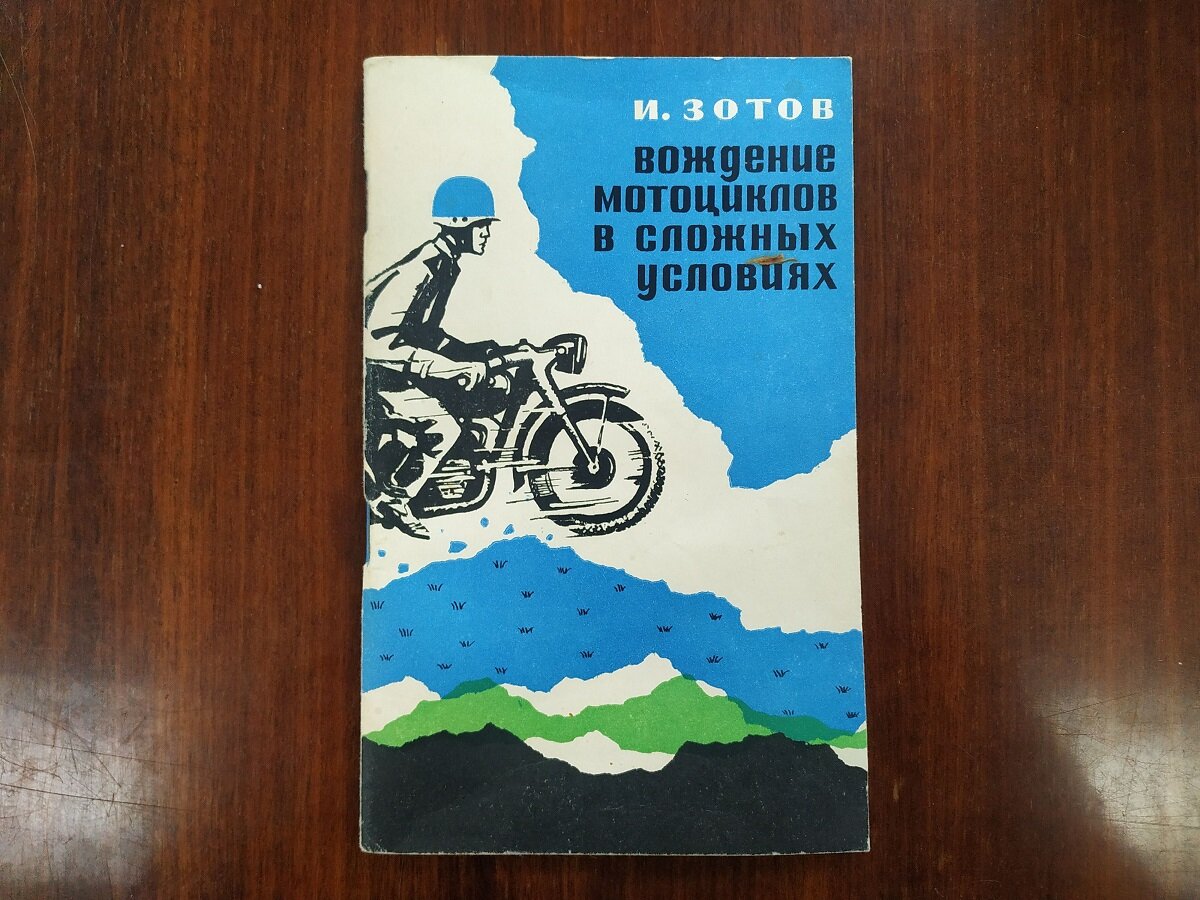 И. ЗОТОВ
ВОЖДЕНИЕ
МОТОЦИКЛОВ
В СЛОЖНЫХ
УСЛОВИЯХ